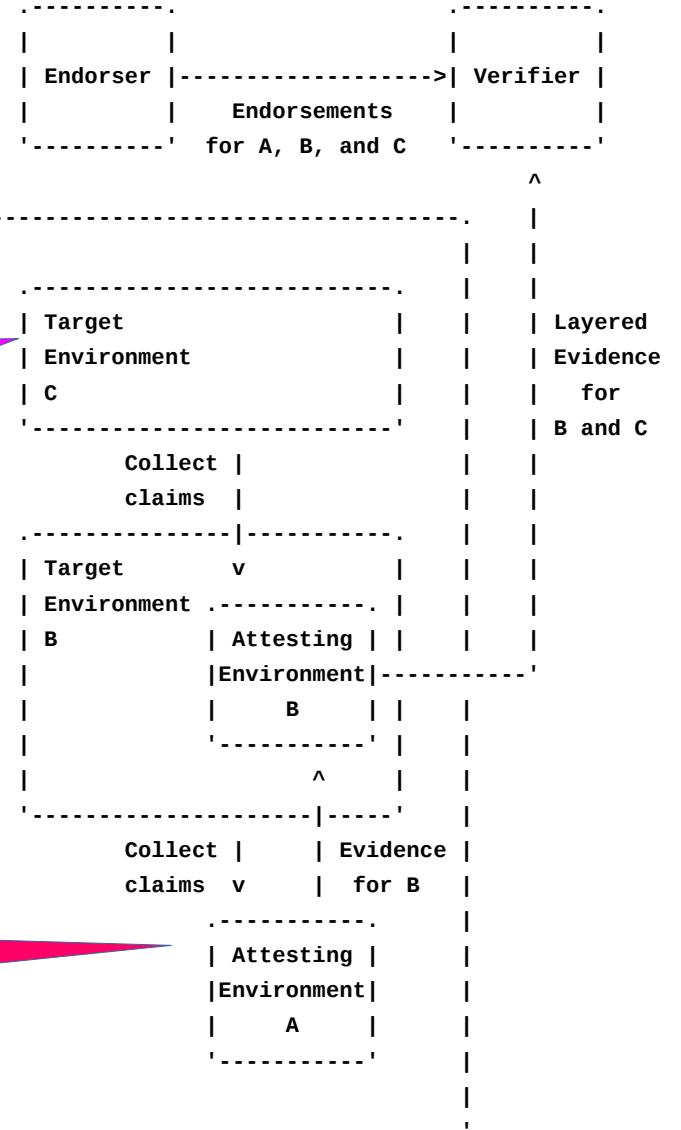 Endorser
Verifier
Endorsements
for A, B, and C
Target
Environment
C
Layered
Evidence
for
B and C
Collect
claims
Target
Environment
B
Attesting
Environment
B
Collect
claims
Evidence
for B
Attesting
Environment
A